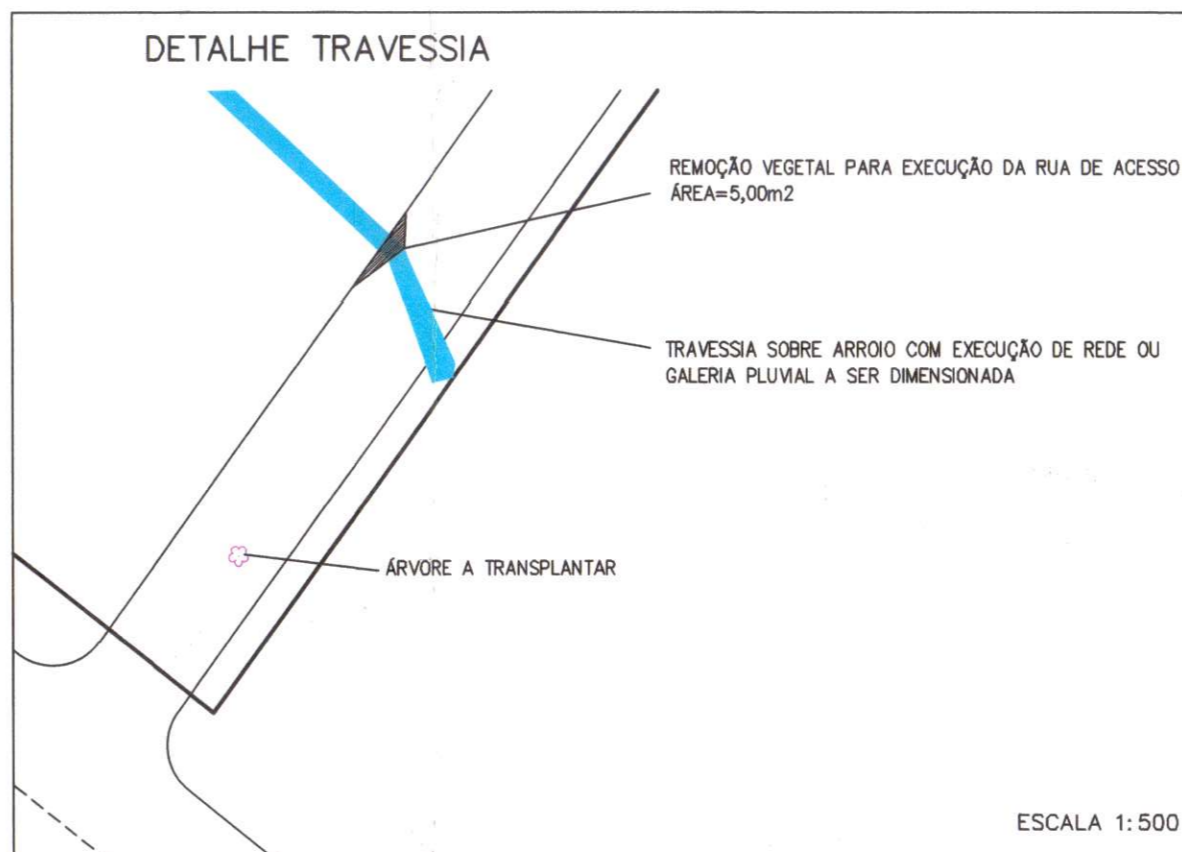 DETALHE TRAVESSIA
REMOÇÃO VEGETAL PARA EXECUÇÃO DA RUA DE ACESSO
ÁREA=5,00m2
TRAVESSIA SOBRE ARROIO COM EXECUÇÃO DE REDE OU
GALERIA PLUVIAL A SER DIMENSIONADA
ÁRVORE A TRANSPLANTAR
ESCALA 1:500